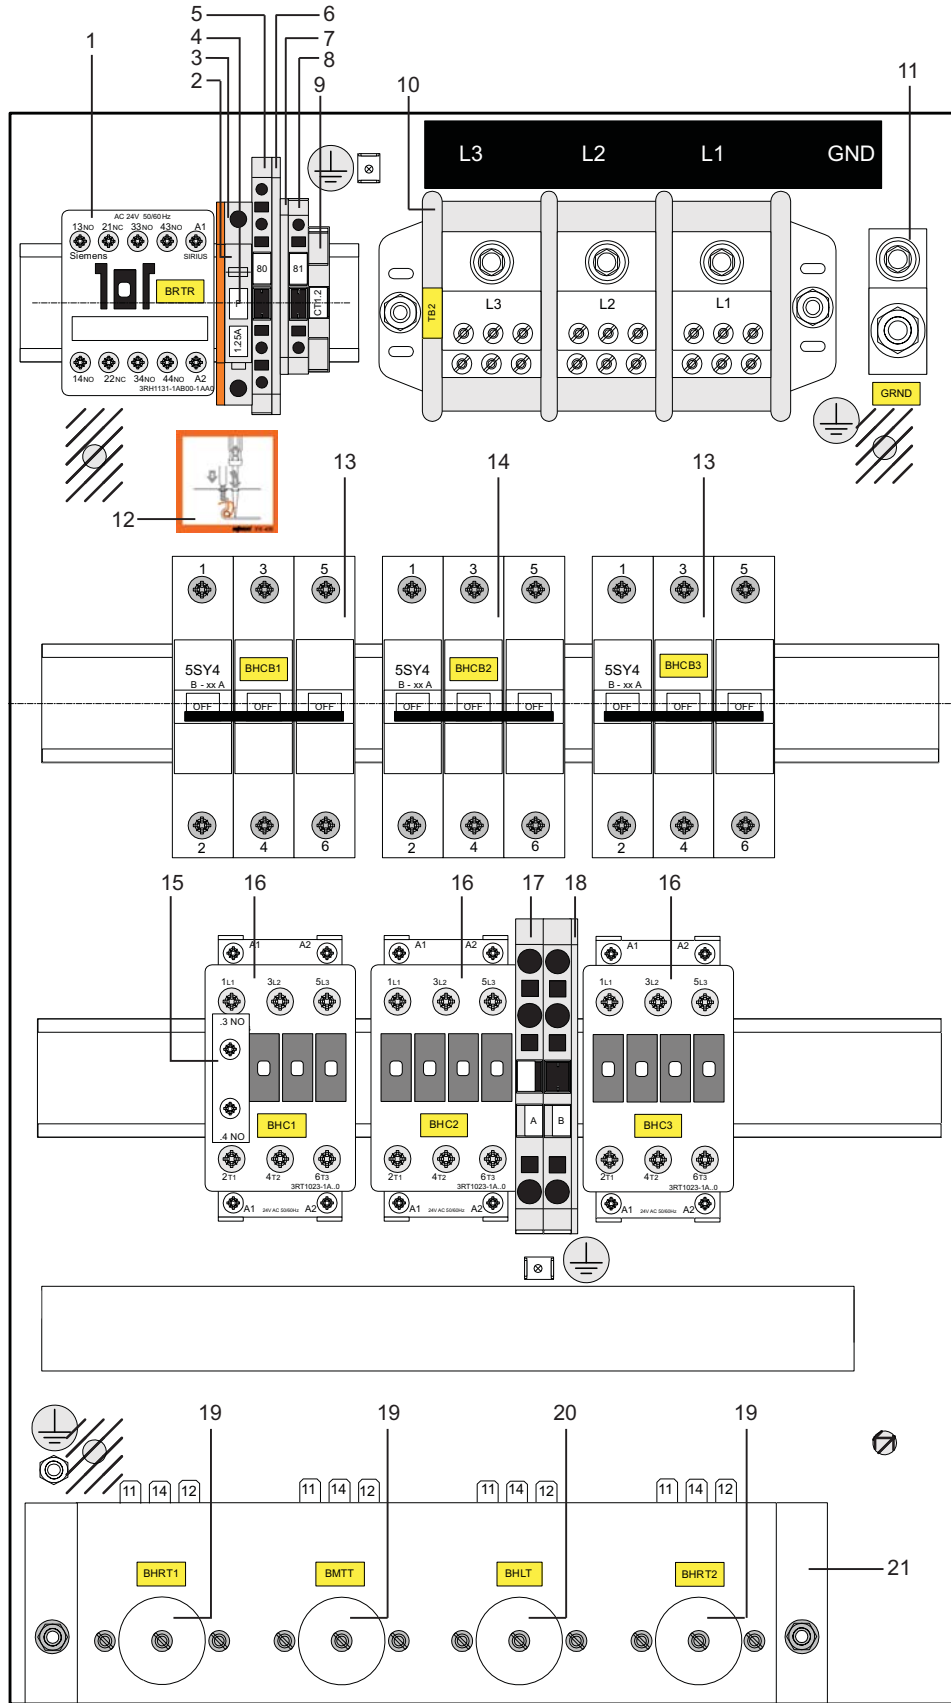 5 6
4 7
1 3 8
2 9 10 11
L3 L2 L1 GND
AC 24V 50/60 Hz
13NO 21NC 33NO 43NO A1
Siemens SIRIUS
BRTR
14NO 22NC 34NO 44NO A2
3RH1131-1AB00-1AA0
1.25A
80 81
CT1.2
TB2
L3 L2 L1
GRND
12
13 14 13
1 3 5 1 3 5 1 3 5
5SY4 BHCB1 5SY4 BHCB2 5SY4 BHCB3
B - xx A B - xx A B - xx A
OFF OFF OFF OFF OFF OFF OFF OFF OFF
2 4 6 2 4 6 2 4 6
15 16 16 17 18 16
A1 A2 A1 A2 A1 A2
1L1 3L2 5L3 1L1 3L2 5L3 1L1 3L2 5L3
.3 NO
BHC1 BHC2 A B BHC3
.4 NO
2T1 4T2 6T3 2T1 4T2 6T3 2T1 4T2 6T3
3RT1023-1A..0 3RT1023-1A..0 3RT1023-1A..0
A1 24V AC 50/60Hz A2 A1 24V AC 50/60Hz A2 A1 24V AC 50/60Hz A2
19 19 20 19
11 14 12 11 14 12 11 14 12 11 14 12
BHRT1 BMTT BHLT BHRT2
21